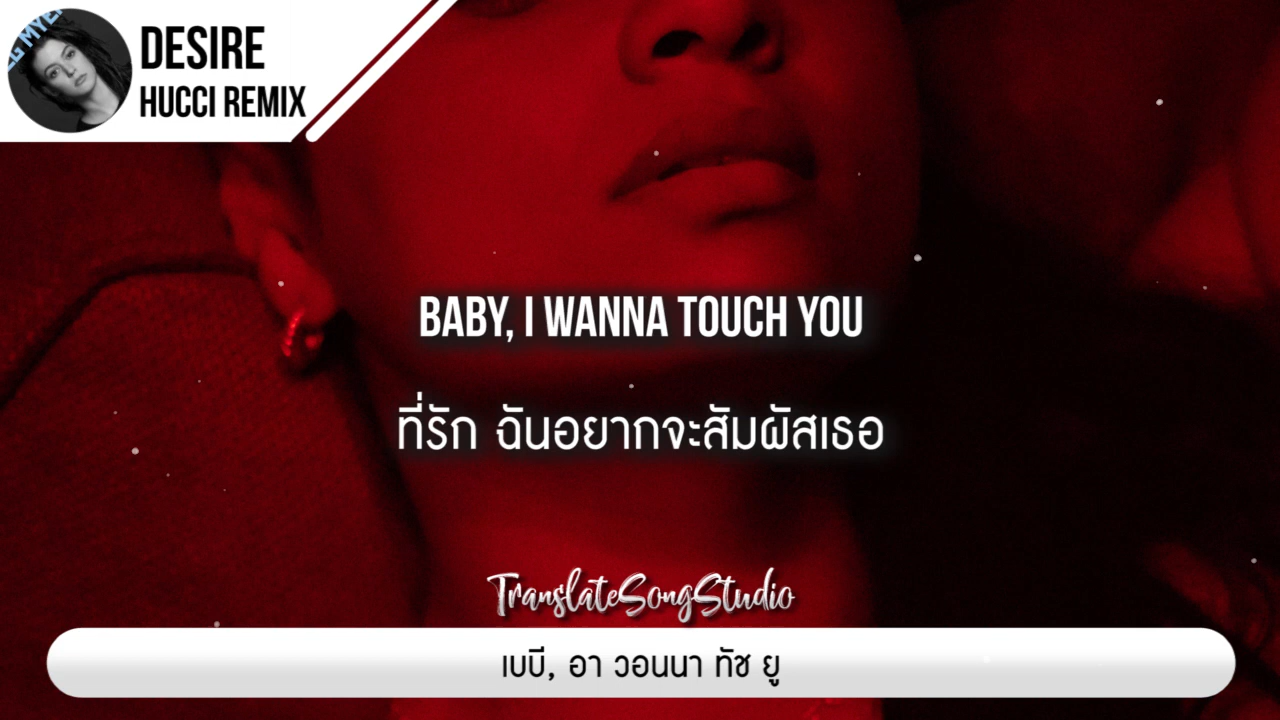 DESIRE
HUCCI REMIX
BABY, I WANNA TOUCH YOU
ที่รัก ฉันอยากจะสัมผัสเธอ
TranslateSongStudio
เบบี, อา วอนนา ทัช ยู